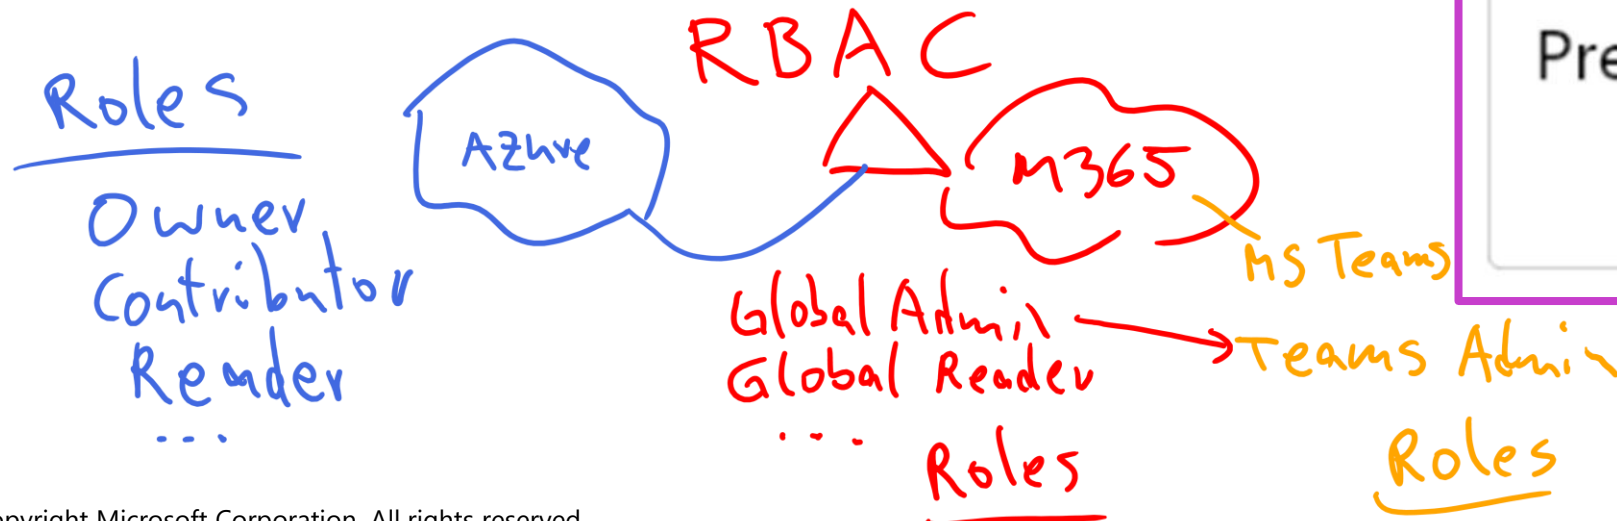 RBAC
Roles
Azure
M365
Owner
Contributor
Reader
...
MS Teams
Global Admin
Global Reader
...
Roles
Teams Admin
Roles
Pre
opyright Microsoft Corporation. All rights reserved